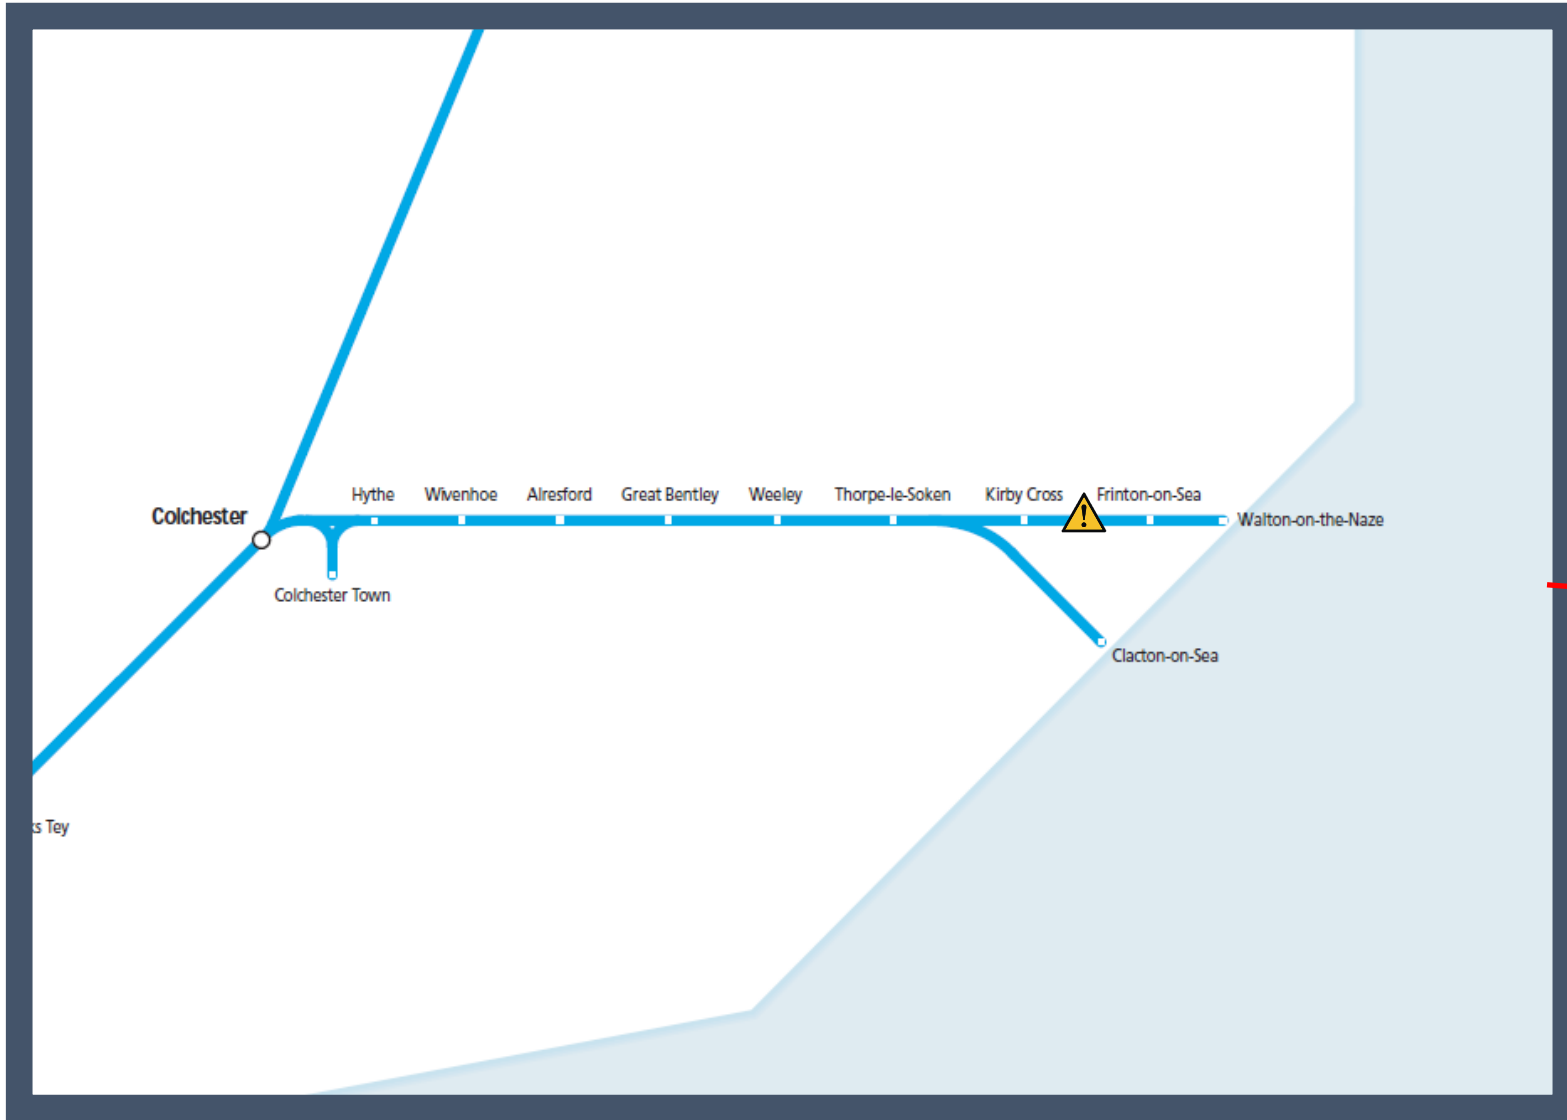 Hythe Wivenhoe Alresford Great Bentley Weeley Thorpe-le-Soken Kirby Cross Frinton-on-Sea
Colchester
Walton-on-the-Naze
Colchester Town
Clacton-on-Sea
ks Tey